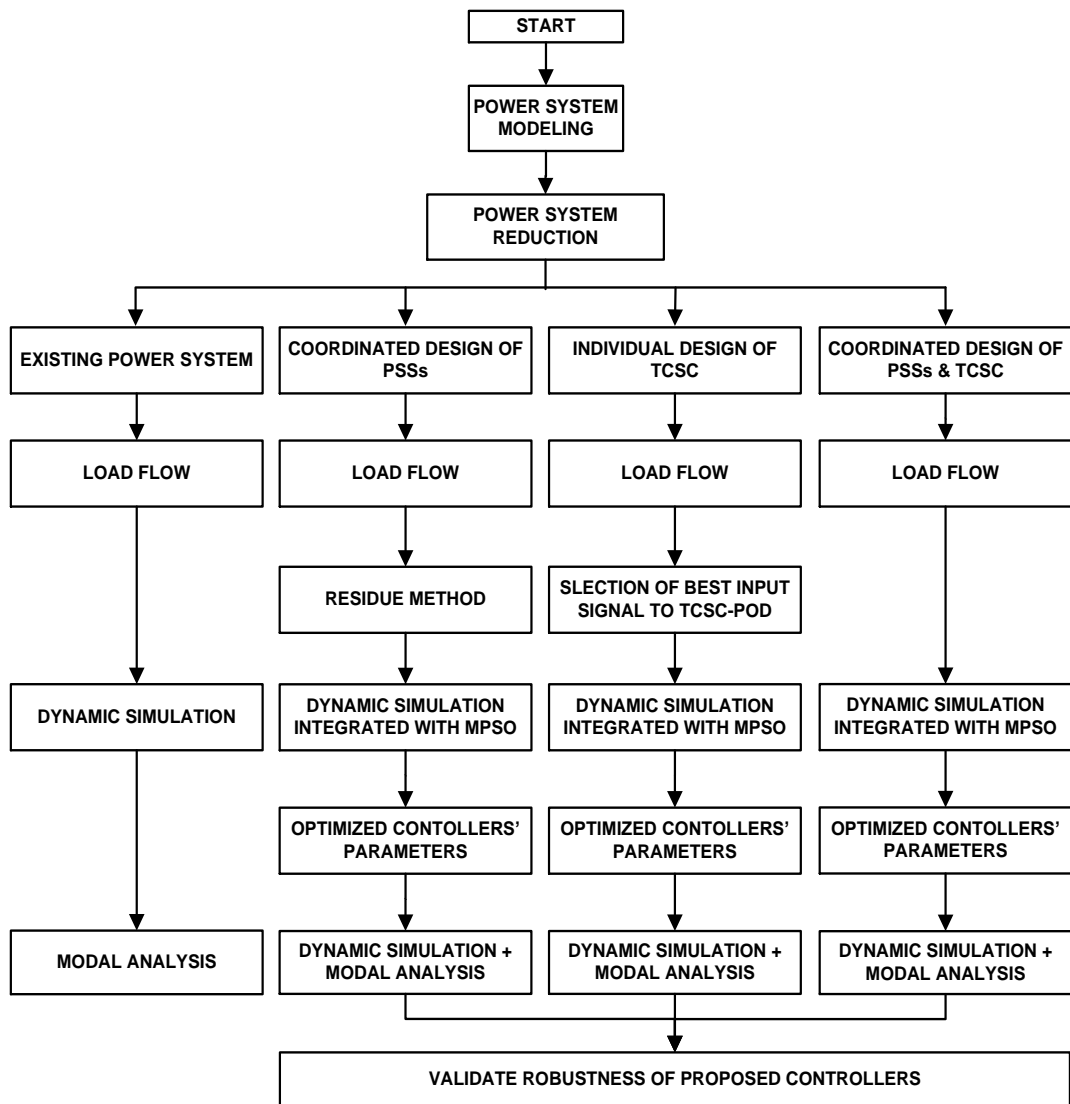 START
POWER SYSTEM
MODELING
POWER SYSTEM
REDUCTION
EXISTING POWER SYSTEM
COORDINATED DESIGN OF
PSSs
INDIVIDUAL DESIGN OF
TCSC
COORDINATED DESIGN OF
PSSs & TCSC
LOAD FLOW
LOAD FLOW
LOAD FLOW
LOAD FLOW
RESIDUE METHOD
SLECTION OF BEST INPUT
SIGNAL TO TCSC-POD
DYNAMIC SIMULATION
DYNAMIC SIMULATION
INTEGRATED WITH MPSO
DYNAMIC SIMULATION
INTEGRATED WITH MPSO
DYNAMIC SIMULATION
INTEGRATED WITH MPSO
OPTIMIZED CONTOLLERS’
PARAMETERS
OPTIMIZED CONTOLLERS’
PARAMETERS
OPTIMIZED CONTOLLERS’
PARAMETERS
MODAL ANALYSIS
DYNAMIC SIMULATION +
MODAL ANALYSIS
DYNAMIC SIMULATION +
MODAL ANALYSIS
DYNAMIC SIMULATION +
MODAL ANALYSIS
VALIDATE ROBUSTNESS OF PROPOSED CONTROLLERS